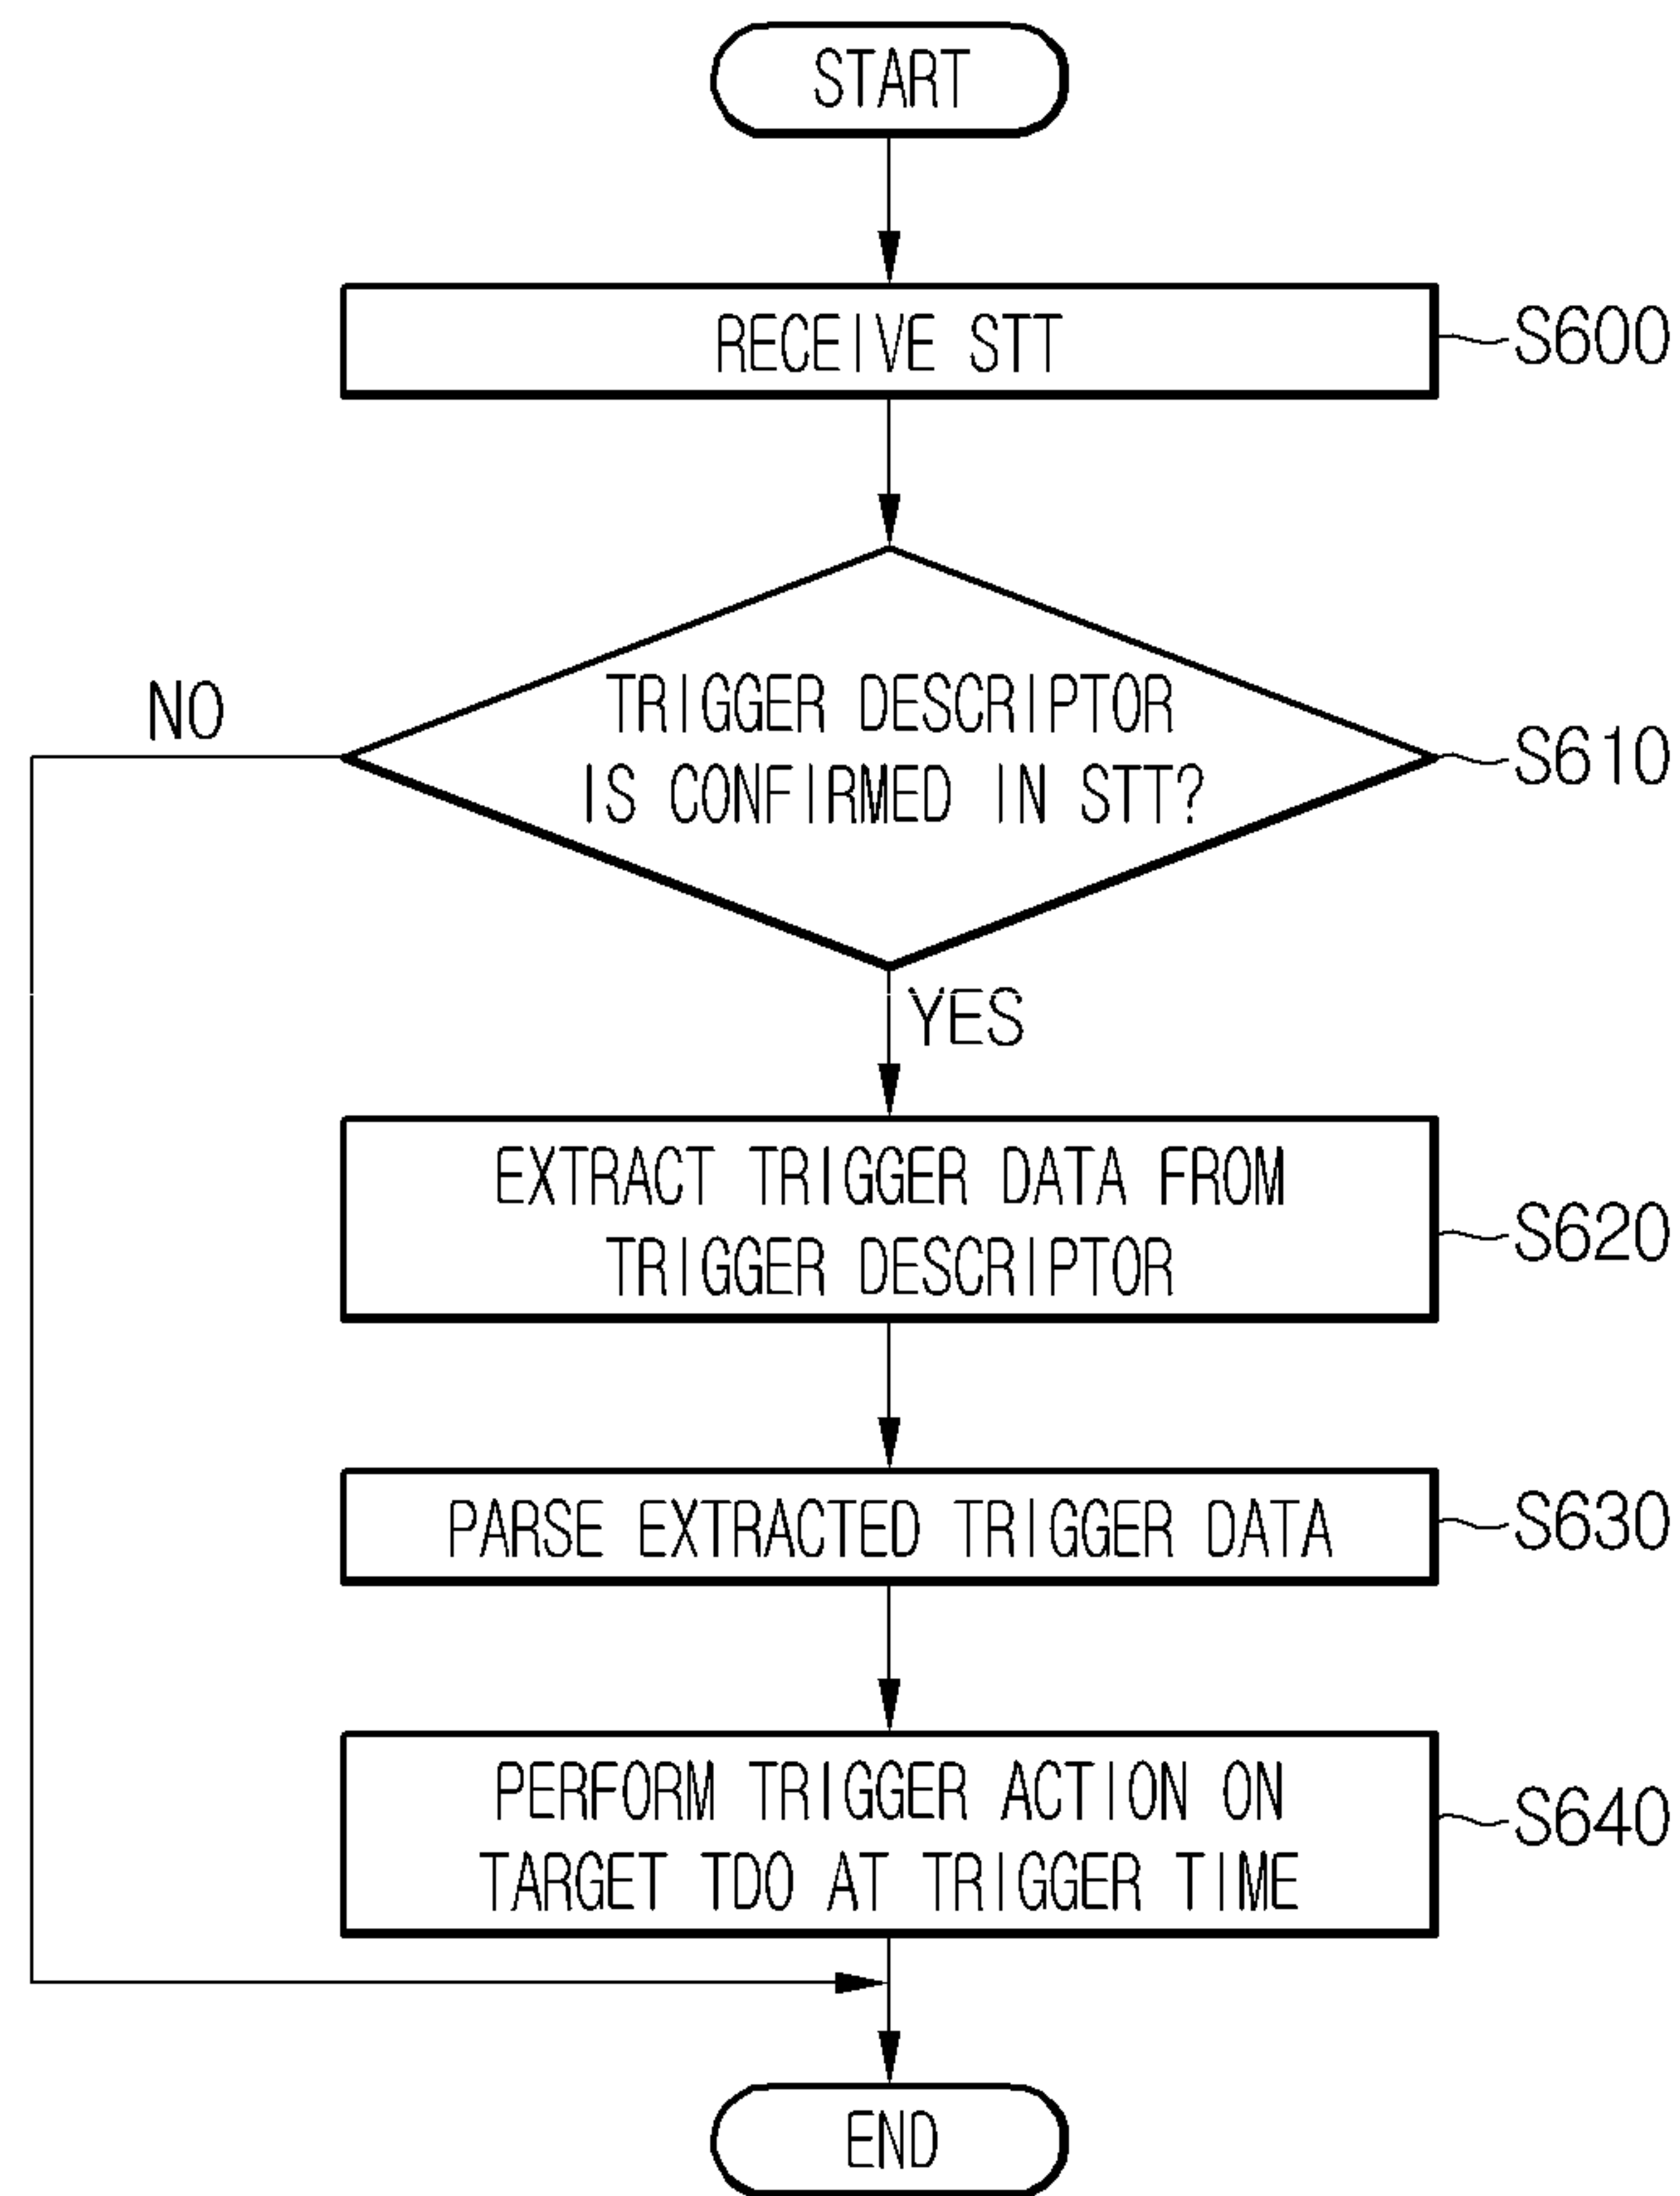 START
RECEIVE STT
S600
NO
TRIGGER DESCRIPTOR
IS CONFIRMED IN STT?
S610
YES
EXTRACT TRIGGER DATA FROM
TRIGGER DESCRIPTOR
S620
PARSE EXTRACTED TRIGGER DATA
S630
PERFORM TRIGGER ACTION ON
TARGET TDO AT TRIGGER TIME
S640
END